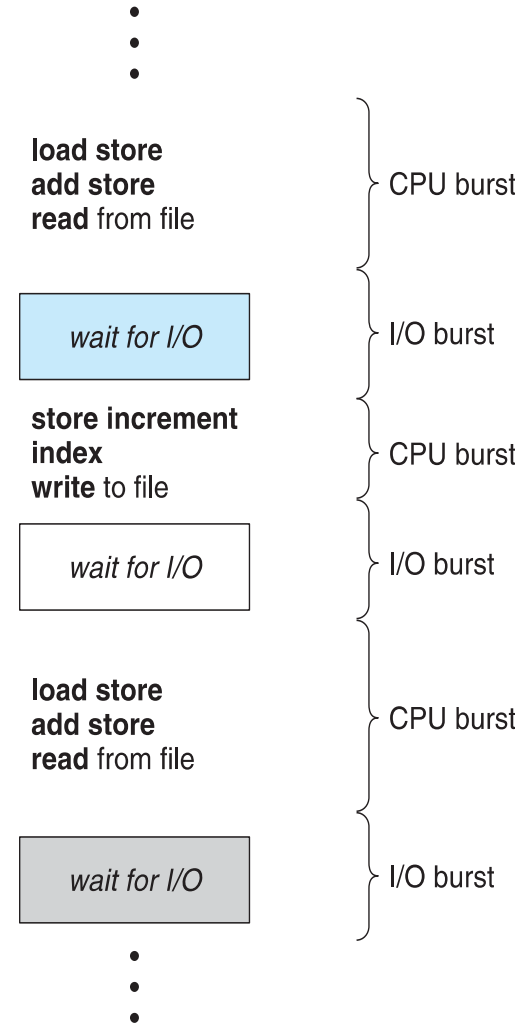 load store
add store
read from file
CPU burst
wait for I/O
I/O burst
store increment
index
write to file
CPU burst
wait for I/O
I/O burst
load store
add store
read from file
CPU burst
wait for I/O
I/O burst